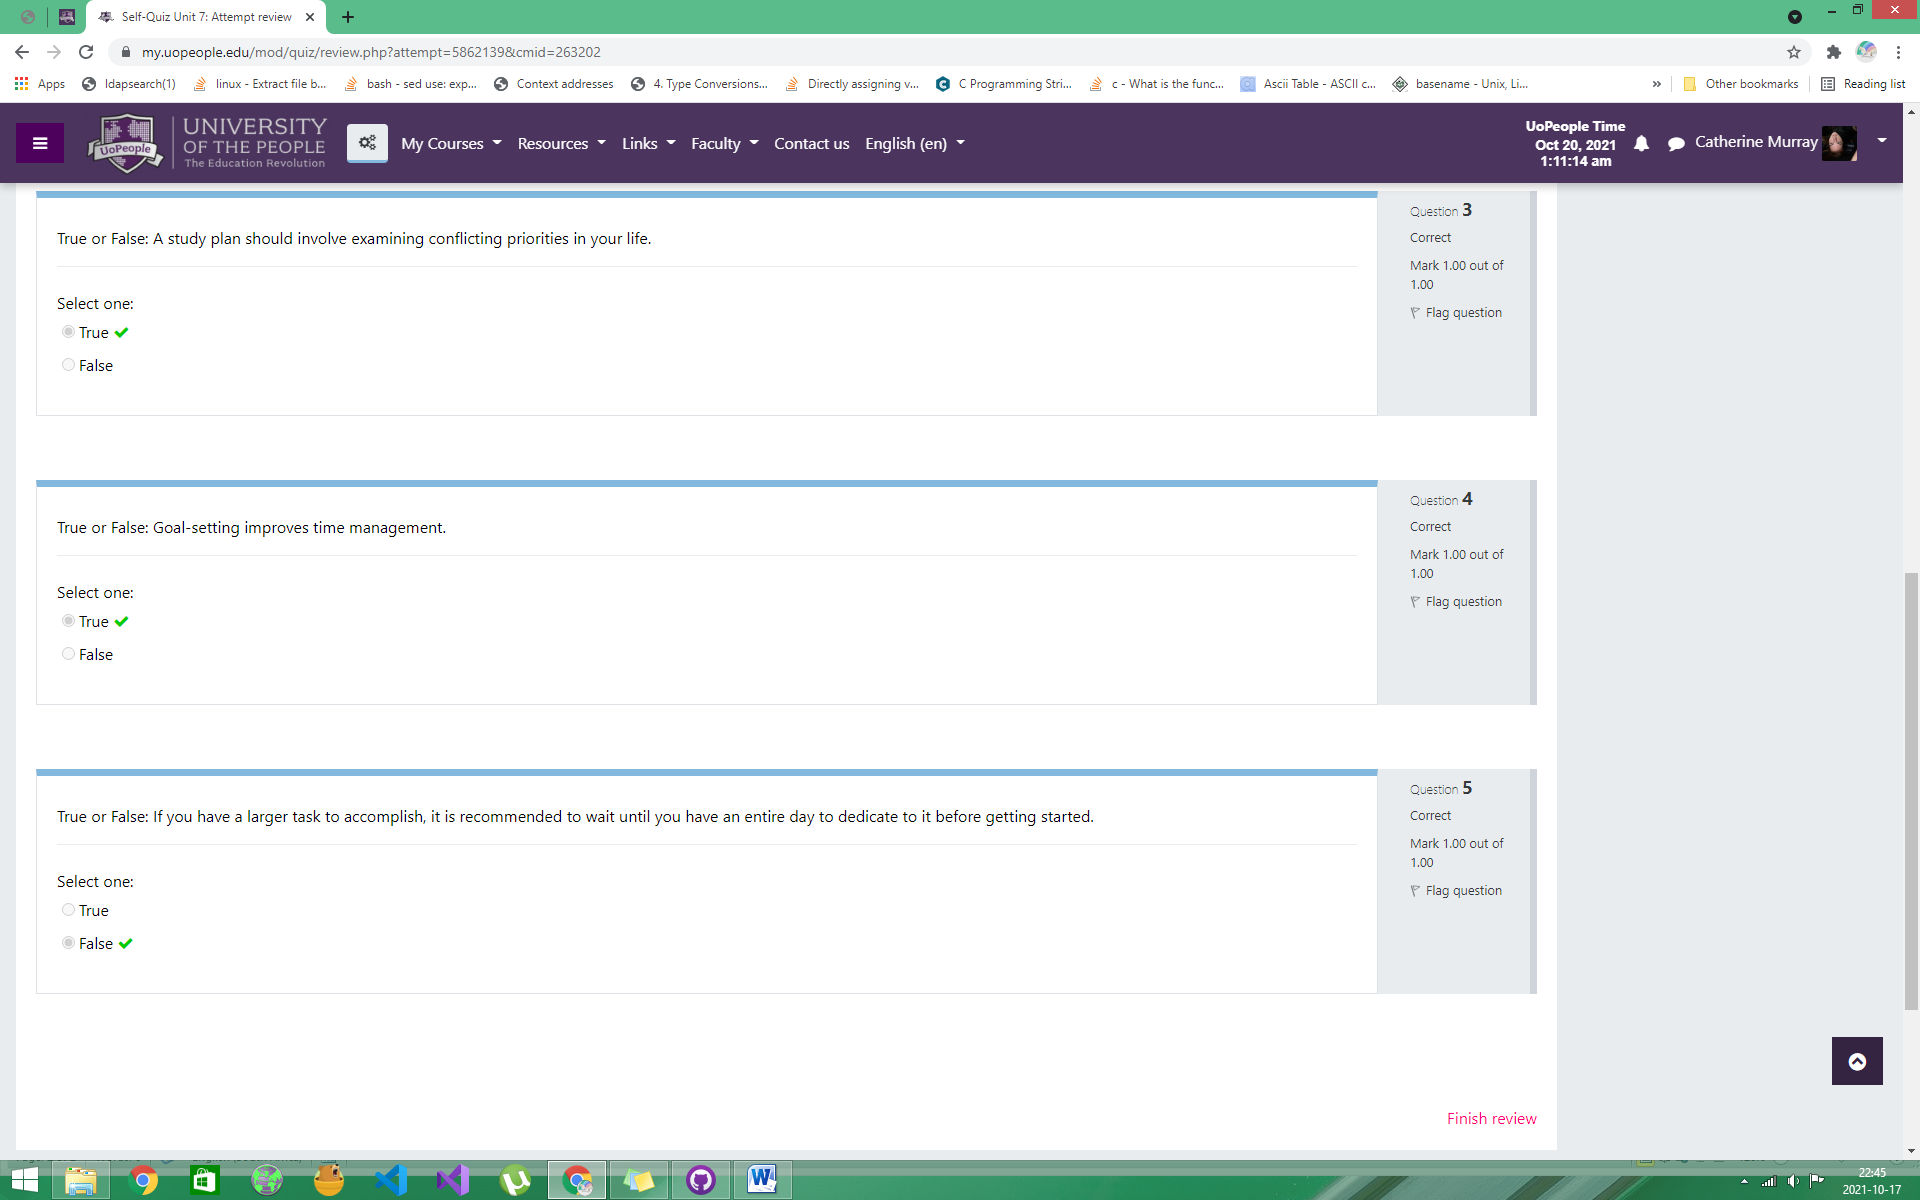 Self-Quiz Unit 7: Attempt review
my.uopeople.edu/mod/quiz/review.php?attempt=5862139&cmid=263202
Apps ldapsearch(1) linux - Extract file b... bash - sed use: exp... Context addresses 4. Type Conversions... Directly assigning v... C Programming Stri... c - What is the func... Ascii Table - ASCII c... basename - Unix, Li... » Other bookmarks Reading list
UoPeople
UNIVERSITY
OF THE PEOPLE
The Education Revolution
My Courses Resources Links Faculty Contact us English (en)
UoPeople Time
Oct 20, 2021
1:11:14 am
Catherine Murray
True or False: A study plan should involve examining conflicting priorities in your life.
Select one:
True
False
Question 3
Correct
Mark 1.00 out of
1.00
Flag question
True or False: Goal-setting improves time management.
Select one:
True
False
Question 4
Correct
Mark 1.00 out of
1.00
Flag question
True or False: If you have a larger task to accomplish, it is recommended to wait until you have an entire day to dedicate to it before getting started.
Select one:
True
False
Question 5
Correct
Mark 1.00 out of
1.00
Flag question
Finish review
22:45
2021-10-17